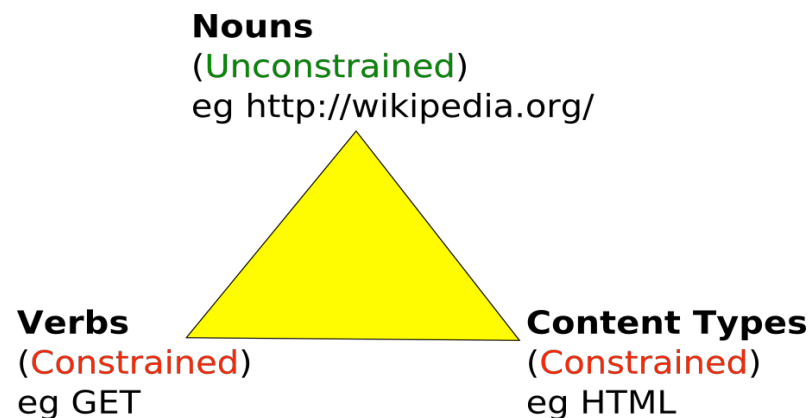 Nouns
(Unconstrained)
eg http://wikipedia.org/
Verbs
(Constrained)
eg GET
Content Types
(Constrained)
eg HTML